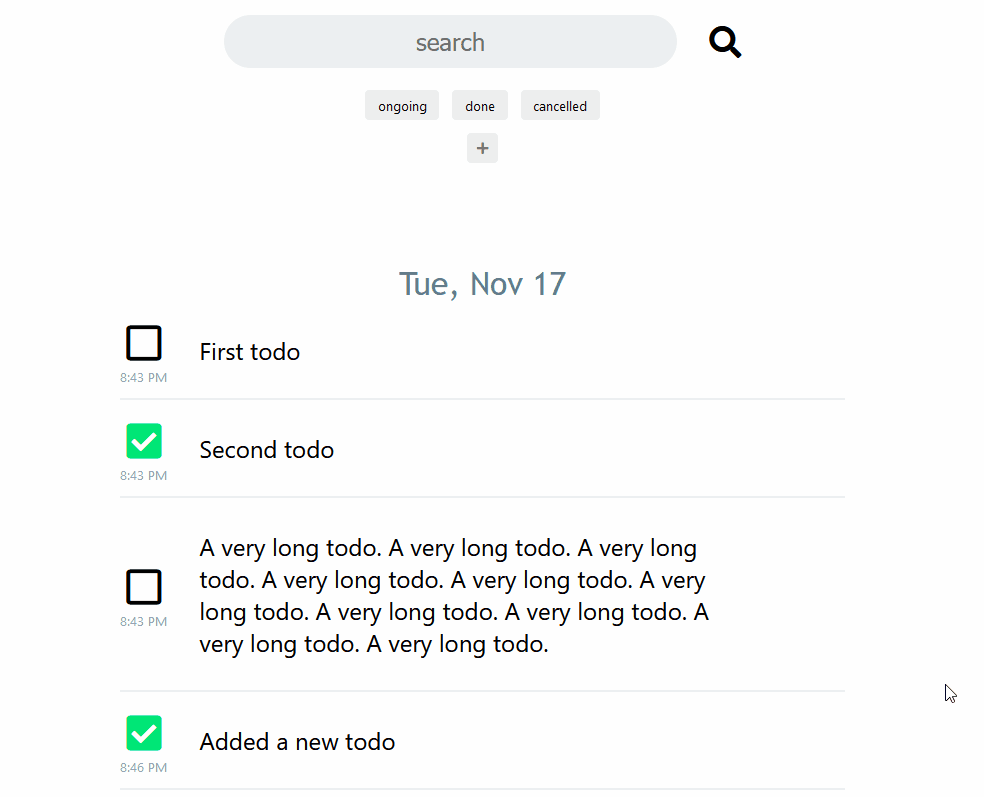 search
ongoing done cancelled
+
Tue, Nov 17
First todo
8:43 PM
Second todo
8:43 PM
A very long todo. A very long todo. A very long
todo. A very long todo. A very long todo. A very
long todo. A very long todo. A very long todo. A
very long todo. A very long todo.
8:43 PM
Added a new todo
8:46 PM